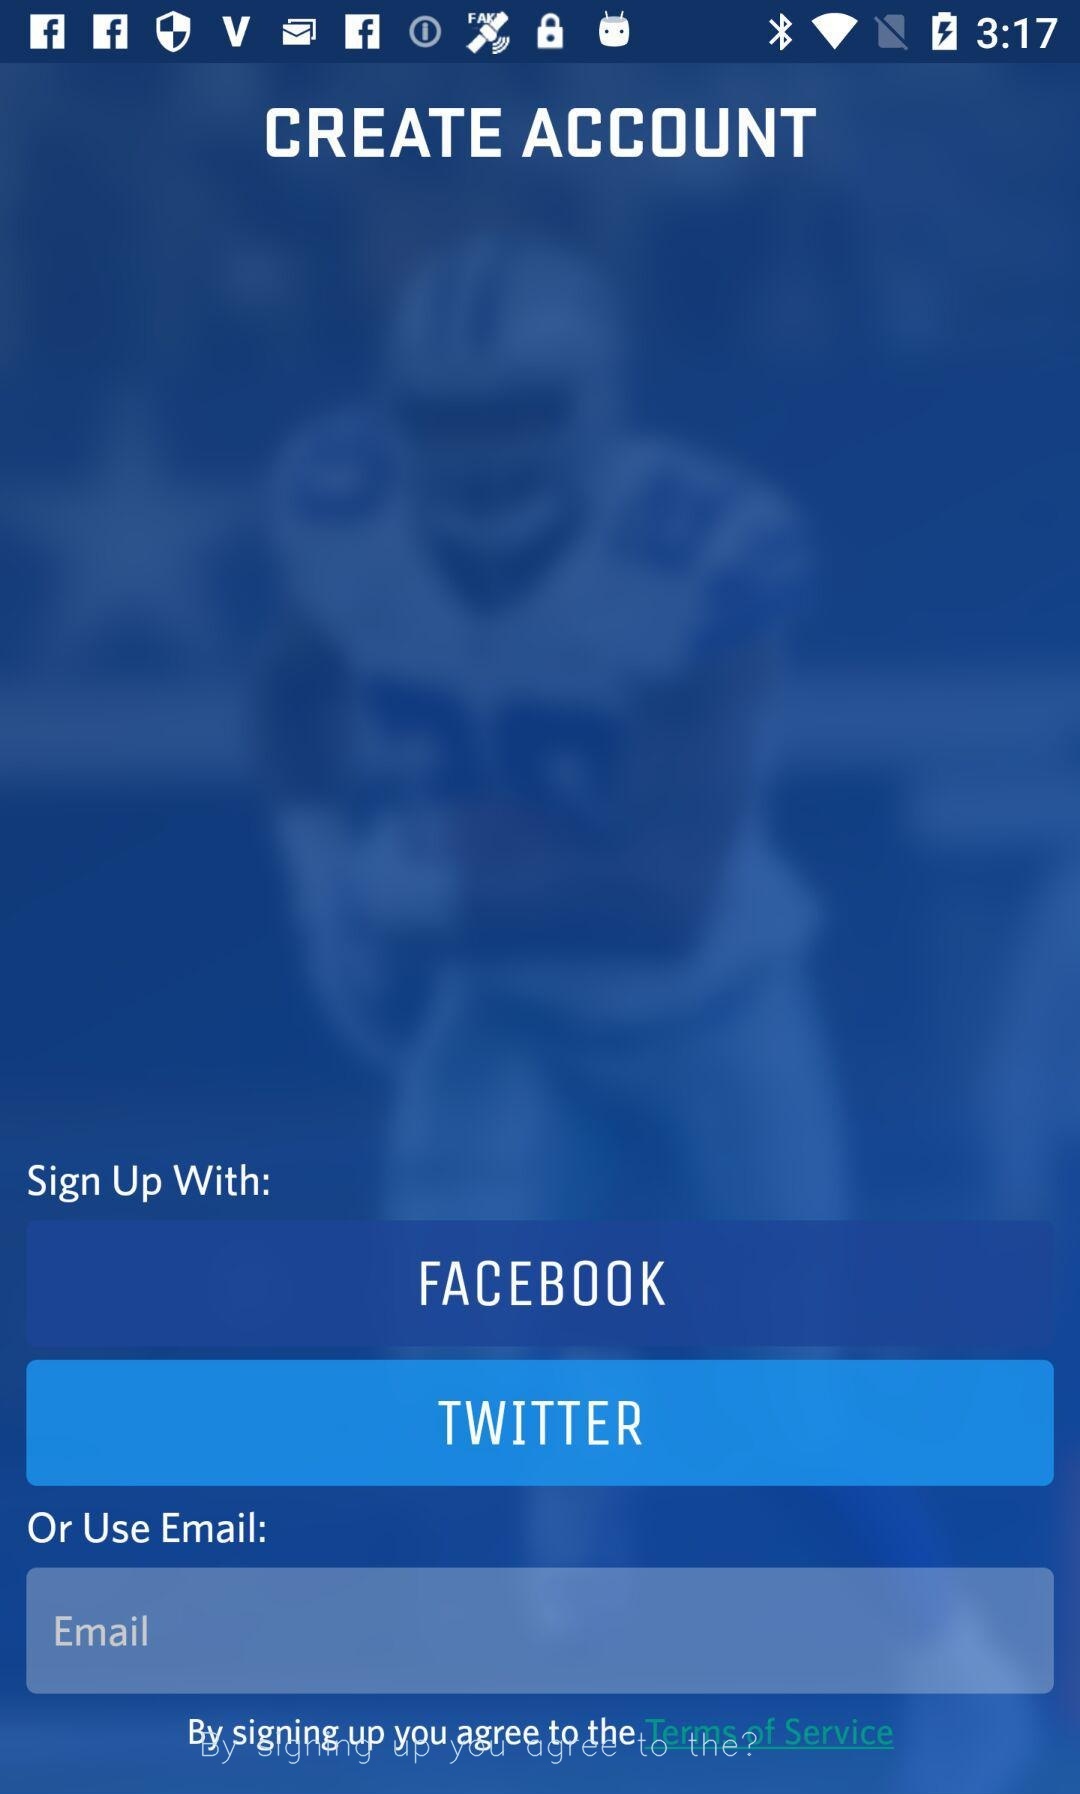 FAKE
3:17
CREATE ACCOUNT
Sign Up With:
FACEBOOK
TWITTER
Or Use Email:
Email
By signing up you agree to the Terms of Service
By signing up you agree to the?